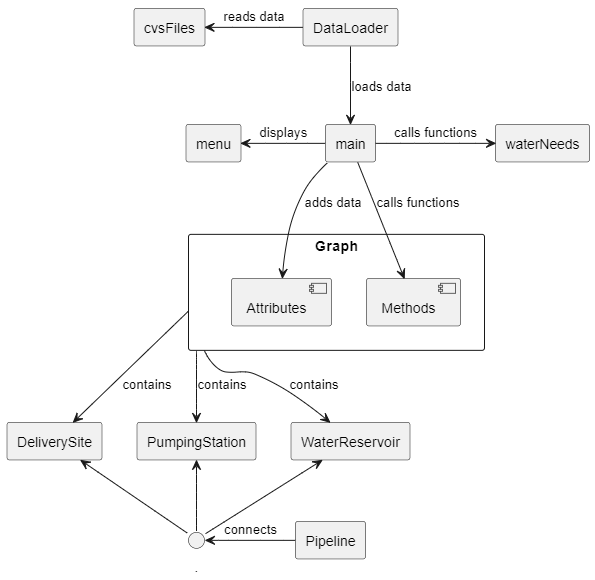 reads data
cvsFiles
DataLoader
loads data
displays
calls functions
menu
main
waterNeeds
adds data
calls functions
Graph
Attributes
Methods
contains
contains
contains
DeliverySite
PumpingStation
WaterReservoir
connects
Pipeline